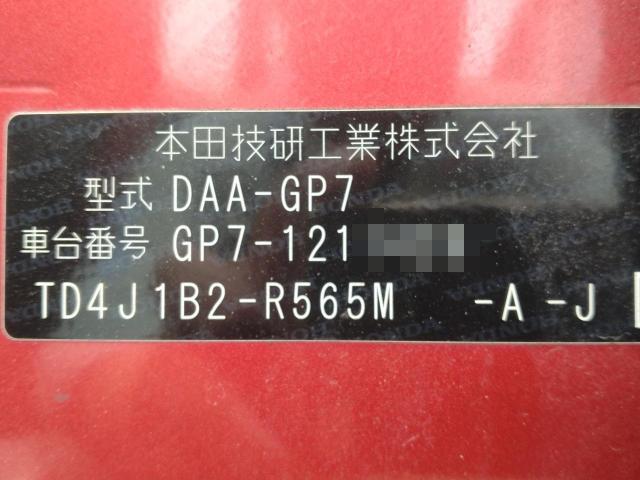 本田技研工業株式会社
型式 DAA-GP7
車台番号 GP7-121
TD4J1B2-R565M -A -J